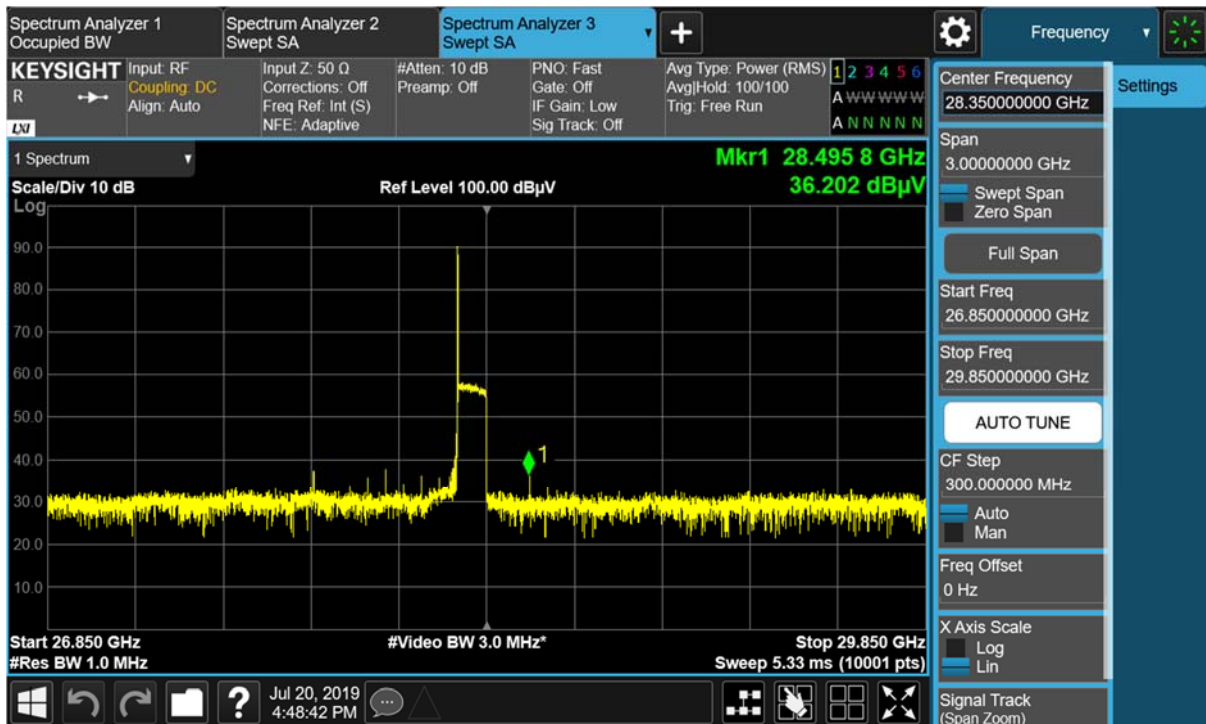 Spectrum Analyzer 1
Occupied BW
Spectrum Analyzer 2
Swept SA
Spectrum Analyzer 3
Swept SA
Frequency
KEYSIGHT
R
LXI
Input: RF
Coupling: DC
Align: Auto
Input Z: 50 Ω
Corrections: Off
Freq Ref: Int (S)
NFE: Adaptive
#Atten: 10 dB
Preamp: Off
PNO: Fast
Gate: Off
IF Gain: Low
Sig Track: Off
Avg Type: Power (RMS)
Avg|Hold: 100/100
Trig: Free Run
1 2 3 4 5 6
A W W W W W
A N N N N N
Center Frequency
28.350000000 GHz
Settings
Span
3.00000000 GHz
Swept Span
Zero Span
Full Span
Start Freq
26.850000000 GHz
Stop Freq
29.850000000 GHz
AUTO TUNE
CF Step
300.000000 MHz
Auto
Man
Freq Offset
0 Hz
X Axis Scale
Log
Lin
Signal Track
(Span Zoom)
1 Spectrum
Mkr1 28.495 8 GHz
36.202 dBµV
Scale/Div 10 dB
Ref Level 100.00 dBµV
Log
90.0
80.0
70.0
60.0
50.0
40.0
30.0
20.0
10.0
1
Start 26.850 GHz
#Video BW 3.0 MHz*
Stop 29.850 GHz
#Res BW 1.0 MHz
Sweep 5.33 ms (10001 pts)
?
Jul 20, 2019
4:48:42 PM